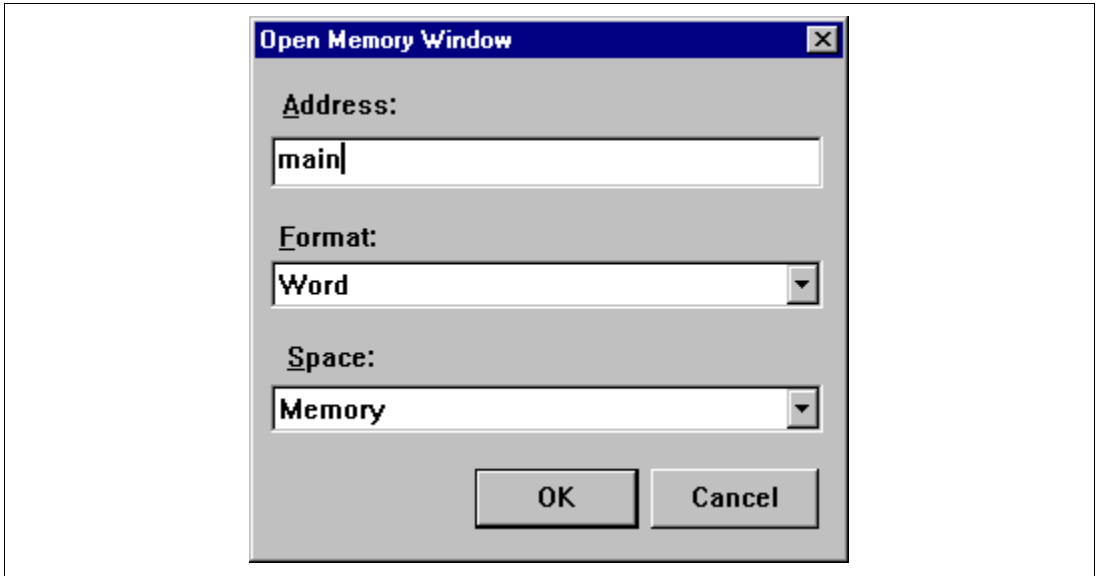 Open Memory Window
Address:
main
Format:
Word
Space:
Memory
OK Cancel